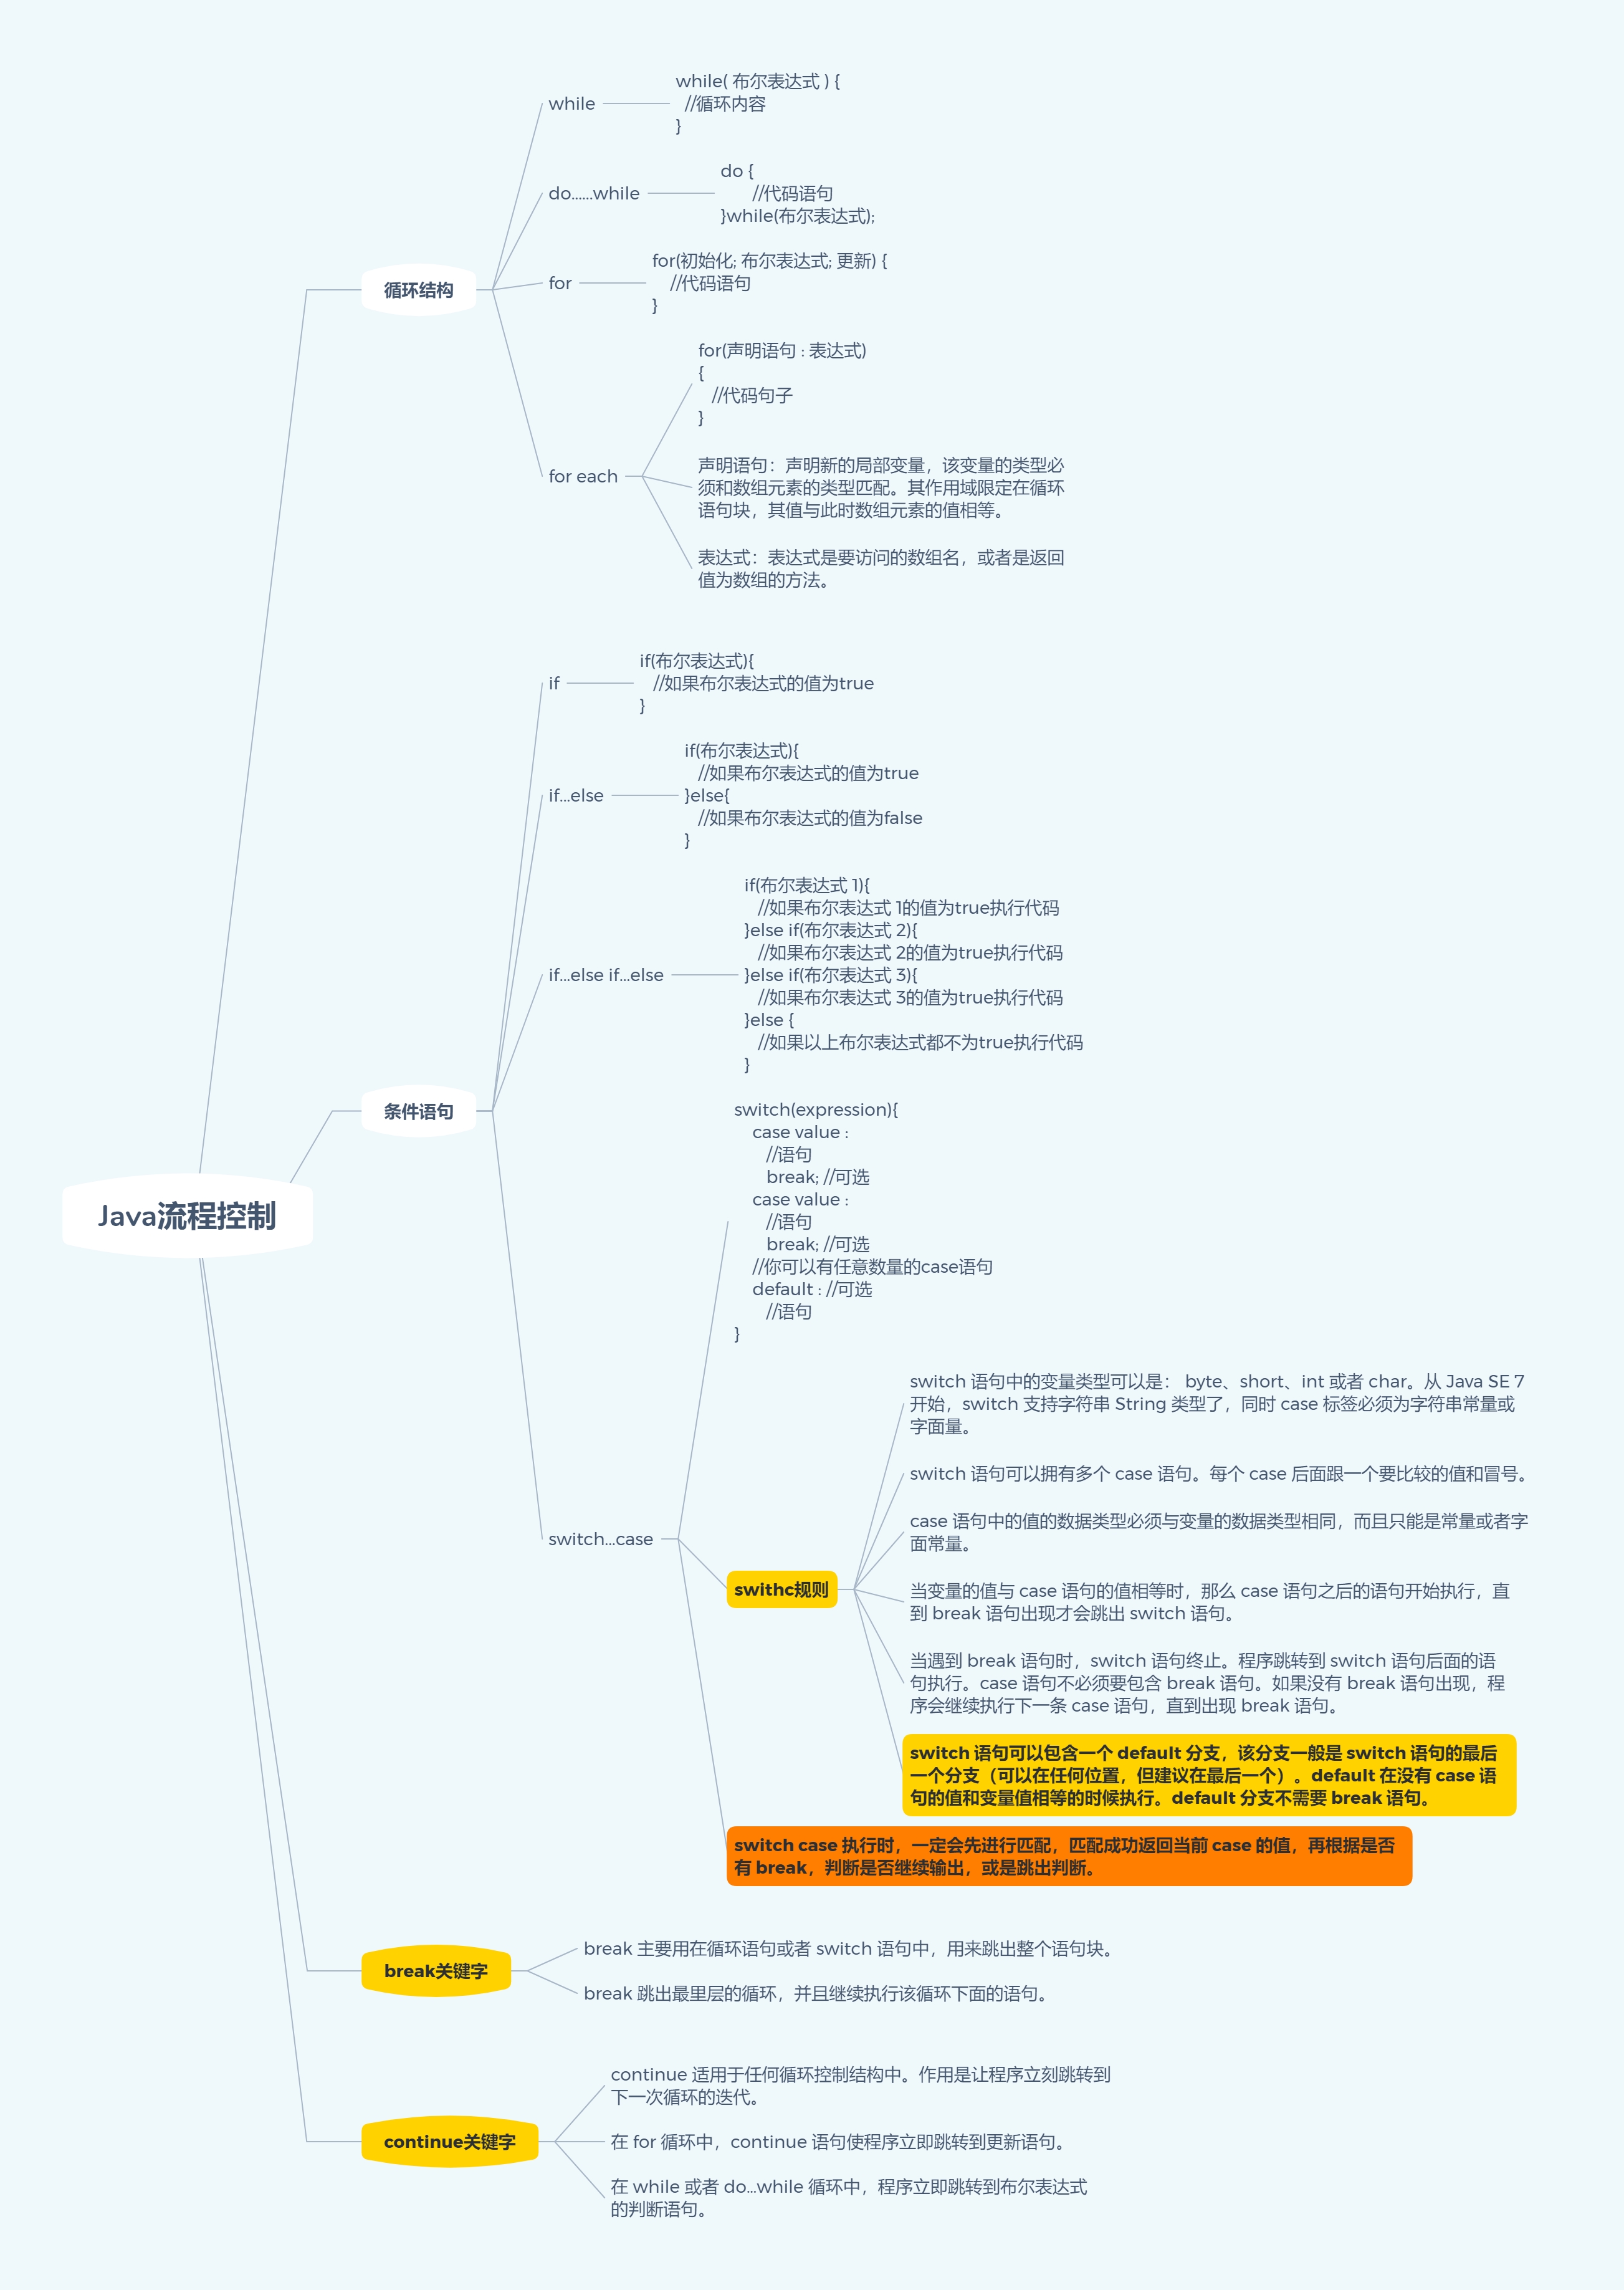 Java流程控制
循环结构
while
while( 布尔表达式 ) {
//循环内容
}
do......while
do {
//代码语句
}while(布尔表达式);
for
for(初始化; 布尔表达式; 更新) {
//代码语句
}
for each
for(声明语句 : 表达式)
{
//代码句子
}
声明语句：声明新的局部变量，该变量的类型必
须和数组元素的类型匹配。其作用域限定在循环
语句块，其值与此时数组元素的值相等。
表达式：表达式是要访问的数组名，或者是返回
值为数组的方法。
条件语句
if
if(布尔表达式){
//如果布尔表达式的值为true
}
if...else
if(布尔表达式){
//如果布尔表达式的值为true
}else{
//如果布尔表达式的值为false
}
if...else if...else
if(布尔表达式 1){
//如果布尔表达式 1的值为true执行代码
}else if(布尔表达式 2){
//如果布尔表达式 2的值为true执行代码
}else if(布尔表达式 3){
//如果布尔表达式 3的值为true执行代码
}else {
//如果以上布尔表达式都不为true执行代码
}
switch...case
switch(expression){
case value :
//语句
break; //可选
case value :
//语句
break; //可选
//你可以有任意数量的case语句
default : //可选
//语句
}
swithc规则
switch 语句中的变量类型可以是： byte、short、int 或者 char。从 Java SE 7
开始，switch 支持字符串 String 类型了，同时 case 标签必须为字符串常量或
字面量。
switch 语句可以拥有多个 case 语句。每个 case 后面跟一个要比较的值和冒号。
case 语句中的值的数据类型必须与变量的数据类型相同，而且只能是常量或者字
面常量。
当变量的值与 case 语句的值相等时，那么 case 语句之后的语句开始执行，直
到 break 语句出现才会跳出 switch 语句。
当遇到 break 语句时，switch 语句终止。程序跳转到 switch 语句后面的语
句执行。case 语句不必须要包含 break 语句。如果没有 break 语句出现，程
序会继续执行下一条 case 语句，直到出现 break 语句。
switch 语句可以包含一个 default 分支，该分支一般是 switch 语句的最后
一个分支（可以在任何位置，但建议在最后一个）。default 在没有 case 语
句的值和变量值相等的时候执行。default 分支不需要 break 语句。
switch case 执行时，一定会先进行匹配，匹配成功返回当前 case 的值，再根据是否
有 break，判断是否继续输出，或是跳出判断。
break关键字
break 主要用在循环语句或者 switch 语句中，用来跳出整个语句块。
break 跳出最里层的循环，并且继续执行该循环下面的语句。
continue关键字
continue 适用于任何循环控制结构中。作用是让程序立刻跳转到
下一次循环的迭代。
在 for 循环中，continue 语句使程序立即跳转到更新语句。
在 while 或者 do...while 循环中，程序立即跳转到布尔表达式
的判断语句。